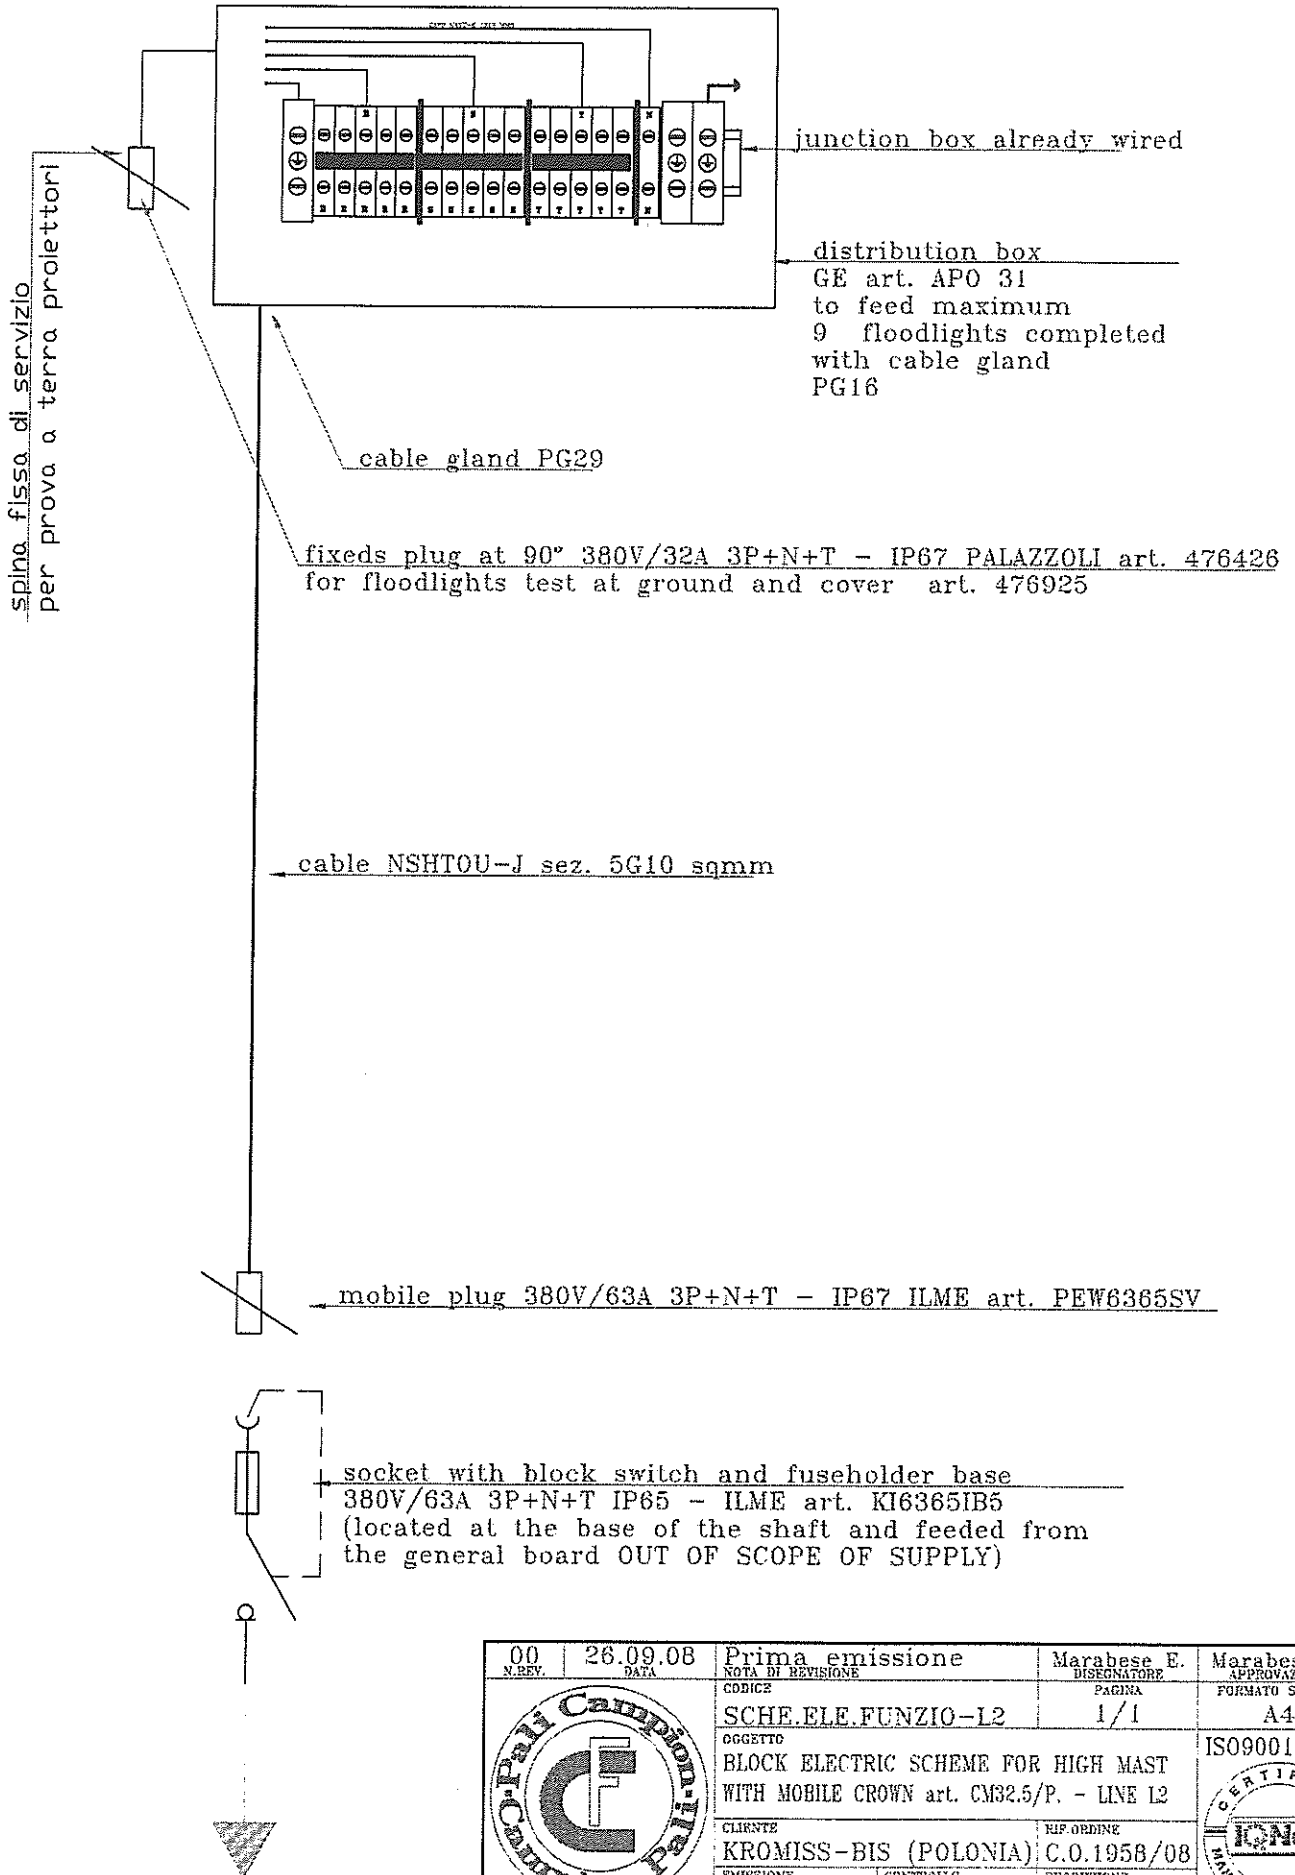 junction box already wired
distribution box
GE art. APO 31
to feed maximum
9 floodlights completed
with cable gland
PG16
spina fissa di servizio
per prova a terra proiettori
cable gland PG29
fixeds plug at 90° 380V/32A 3P+N+T - IP67 PALAZZOLI art. 476426
for floodlights test at ground and cover art. 476925
cable NSHTOU-J sez. 5G10 sqmm
mobile plug 380V/63A 3P+N+T - IP67 ILME art. PEW6365SV
socket with block switch and fuseholder base
380V/63A 3P+N+T IP65 - ILME art. KI6365IB5
(located at the base of the shaft and feeded from
the general board OUT OF SCOPE OF SUPPLY)
00 26.09.08 Prima emissione Marabese E.
N.REV. DATA NOTA DI REVISIONE DISEGNATORE
CODICE PAGINA FORMATO
SCHE.ELE.FUNZIO-L2 1/1 A4
OGGETTO ISO9001
BLOCK ELECTRIC SCHEME FOR HIGH MAST
WITH MOBILE CROWN art. CM32.5/P. - LINE L2
CLIENTE RIF.ORDINE
KROMISS-BIS (POLONIA) C.O.1958/08
Pali Campion
CF